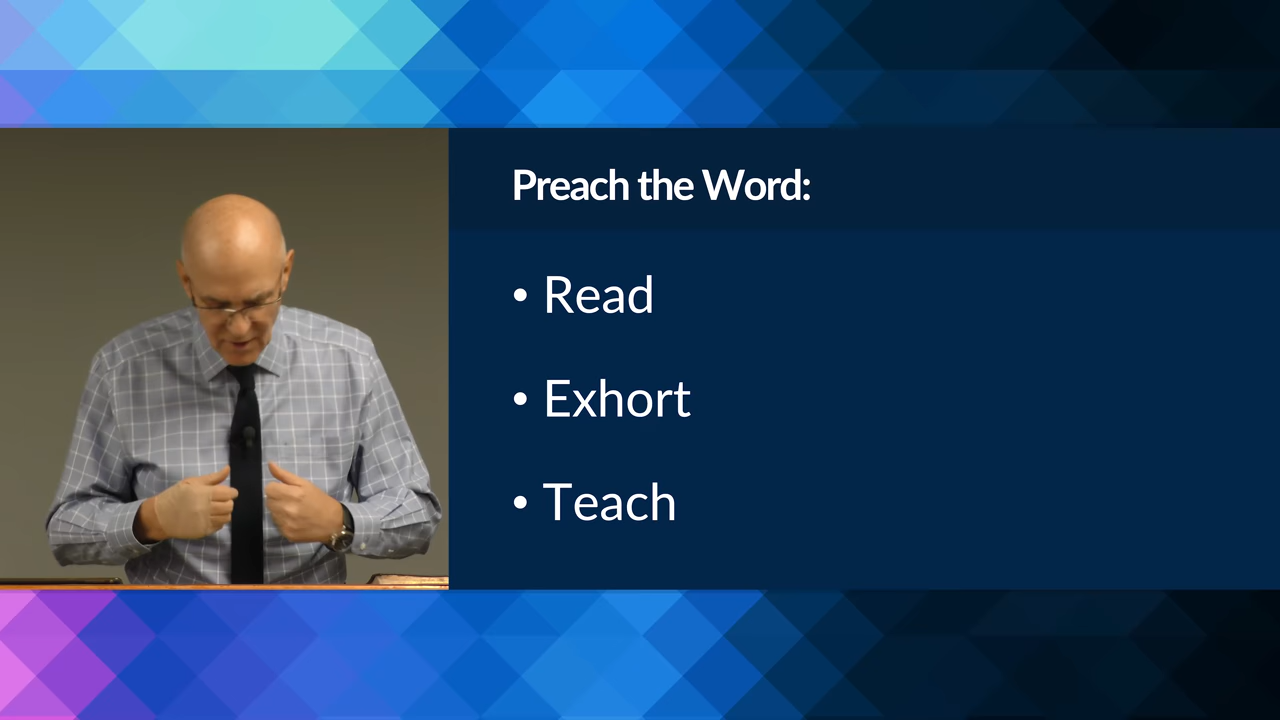 Preach the Word:
• Read
• Exhort
• Teach